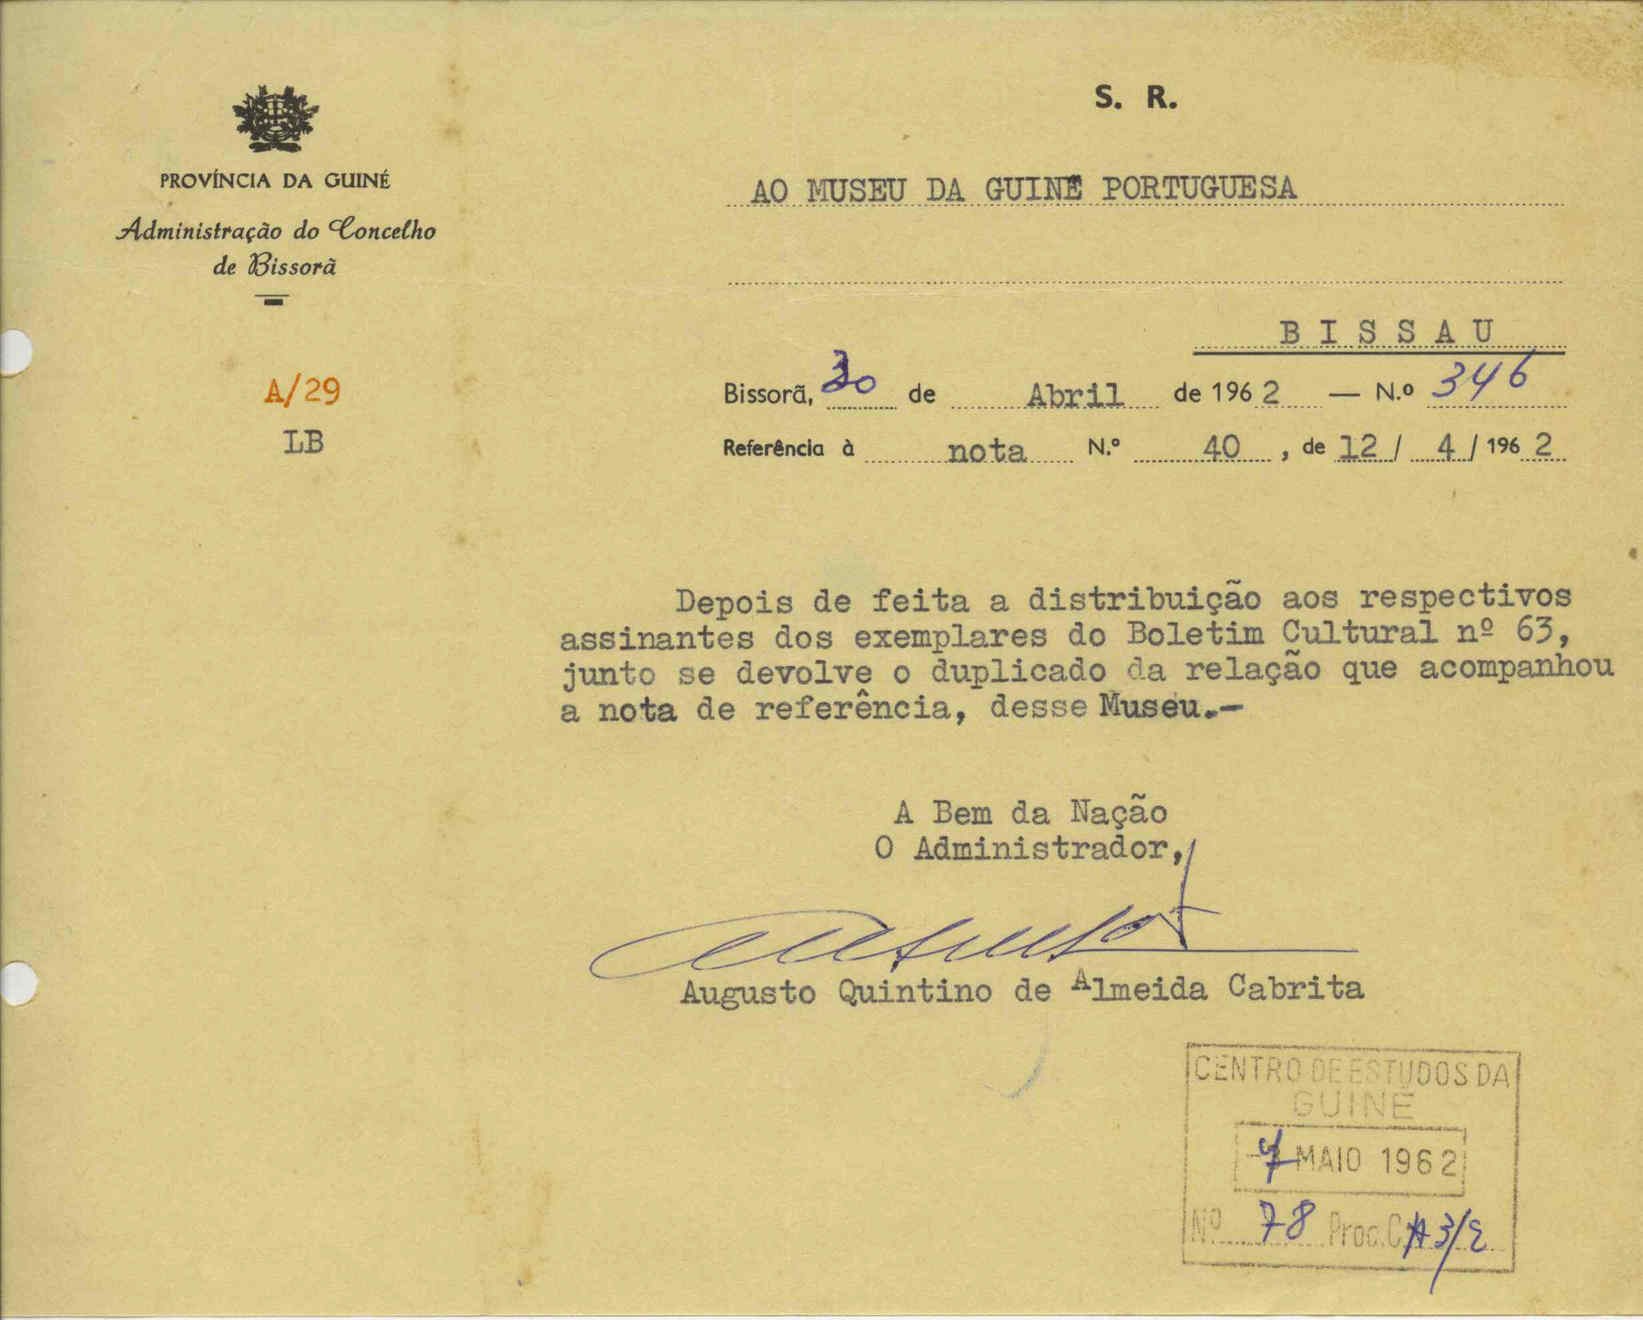 S. R.
PROVÍNCIA DA GUINÉ
Administração do Concelho
de Bissorã
A/29
LB
AO MUSEU DA GUINÉ PORTUGUESA
B I S S A U
Bissorã, 30 de Abril de 1962 — N.º 346
Referência à nota N.º 40, de 12/ 4/ 1962
Depois de feita a distribuição aos respectivos
assinantes dos exemplares do Boletim Cultural nº 63,
junto se devolve o duplicado da relação que acompanhou
a nota de referência, desse Museu.-
A Bem da Nação
O Administrador,
Augusto Quintino de Almeida Cabrita
CENTRO DE ESTUDOS DA
GUINÉ
MAIO 1962
Nº 78 Proc.